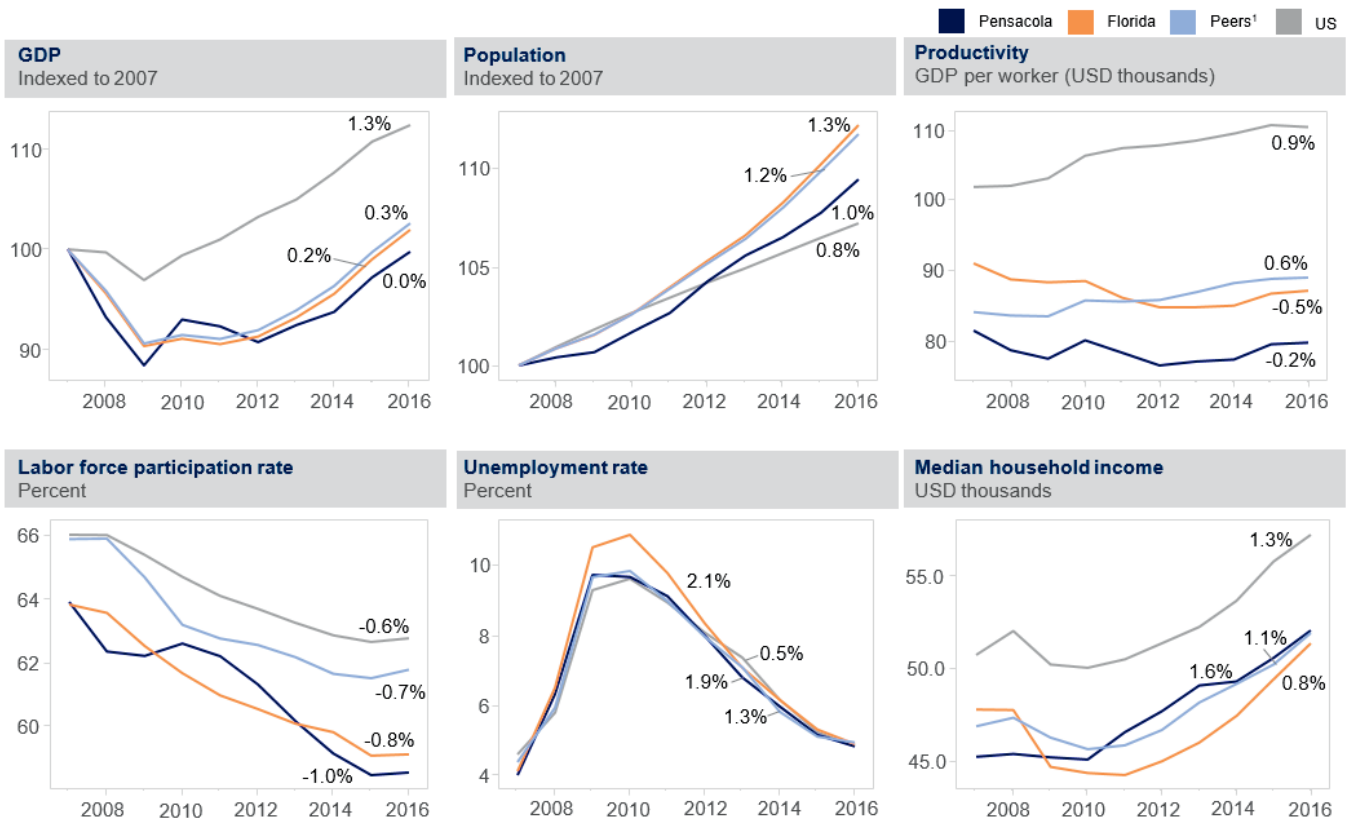 Pensacola Florida Peers¹ US
GDP
Indexed to 2007
110
100
90
1.3%
0.3%
0.2%
0.0%
2008 2010 2012 2014 2016
Population
Indexed to 2007
110
105
100
1.3%
1.2%
1.0%
0.8%
2008 2010 2012 2014 2016
Productivity
GDP per worker (USD thousands)
110
100
90
80
0.9%
0.6%
-0.5%
-0.2%
2008 2010 2012 2014 2016
Labor force participation rate
Percent
66
64
62
60
-0.6%
-0.7%
-0.8%
-1.0%
2008 2010 2012 2014 2016
Unemployment rate
Percent
10
8
6
4
2.1%
0.5%
1.9%
1.3%
2008 2010 2012 2014 2016
Median household income
USD thousands
55.0
50.0
45.0
1.3%
1.1%
1.6%
0.8%
2008 2010 2012 2014 2016